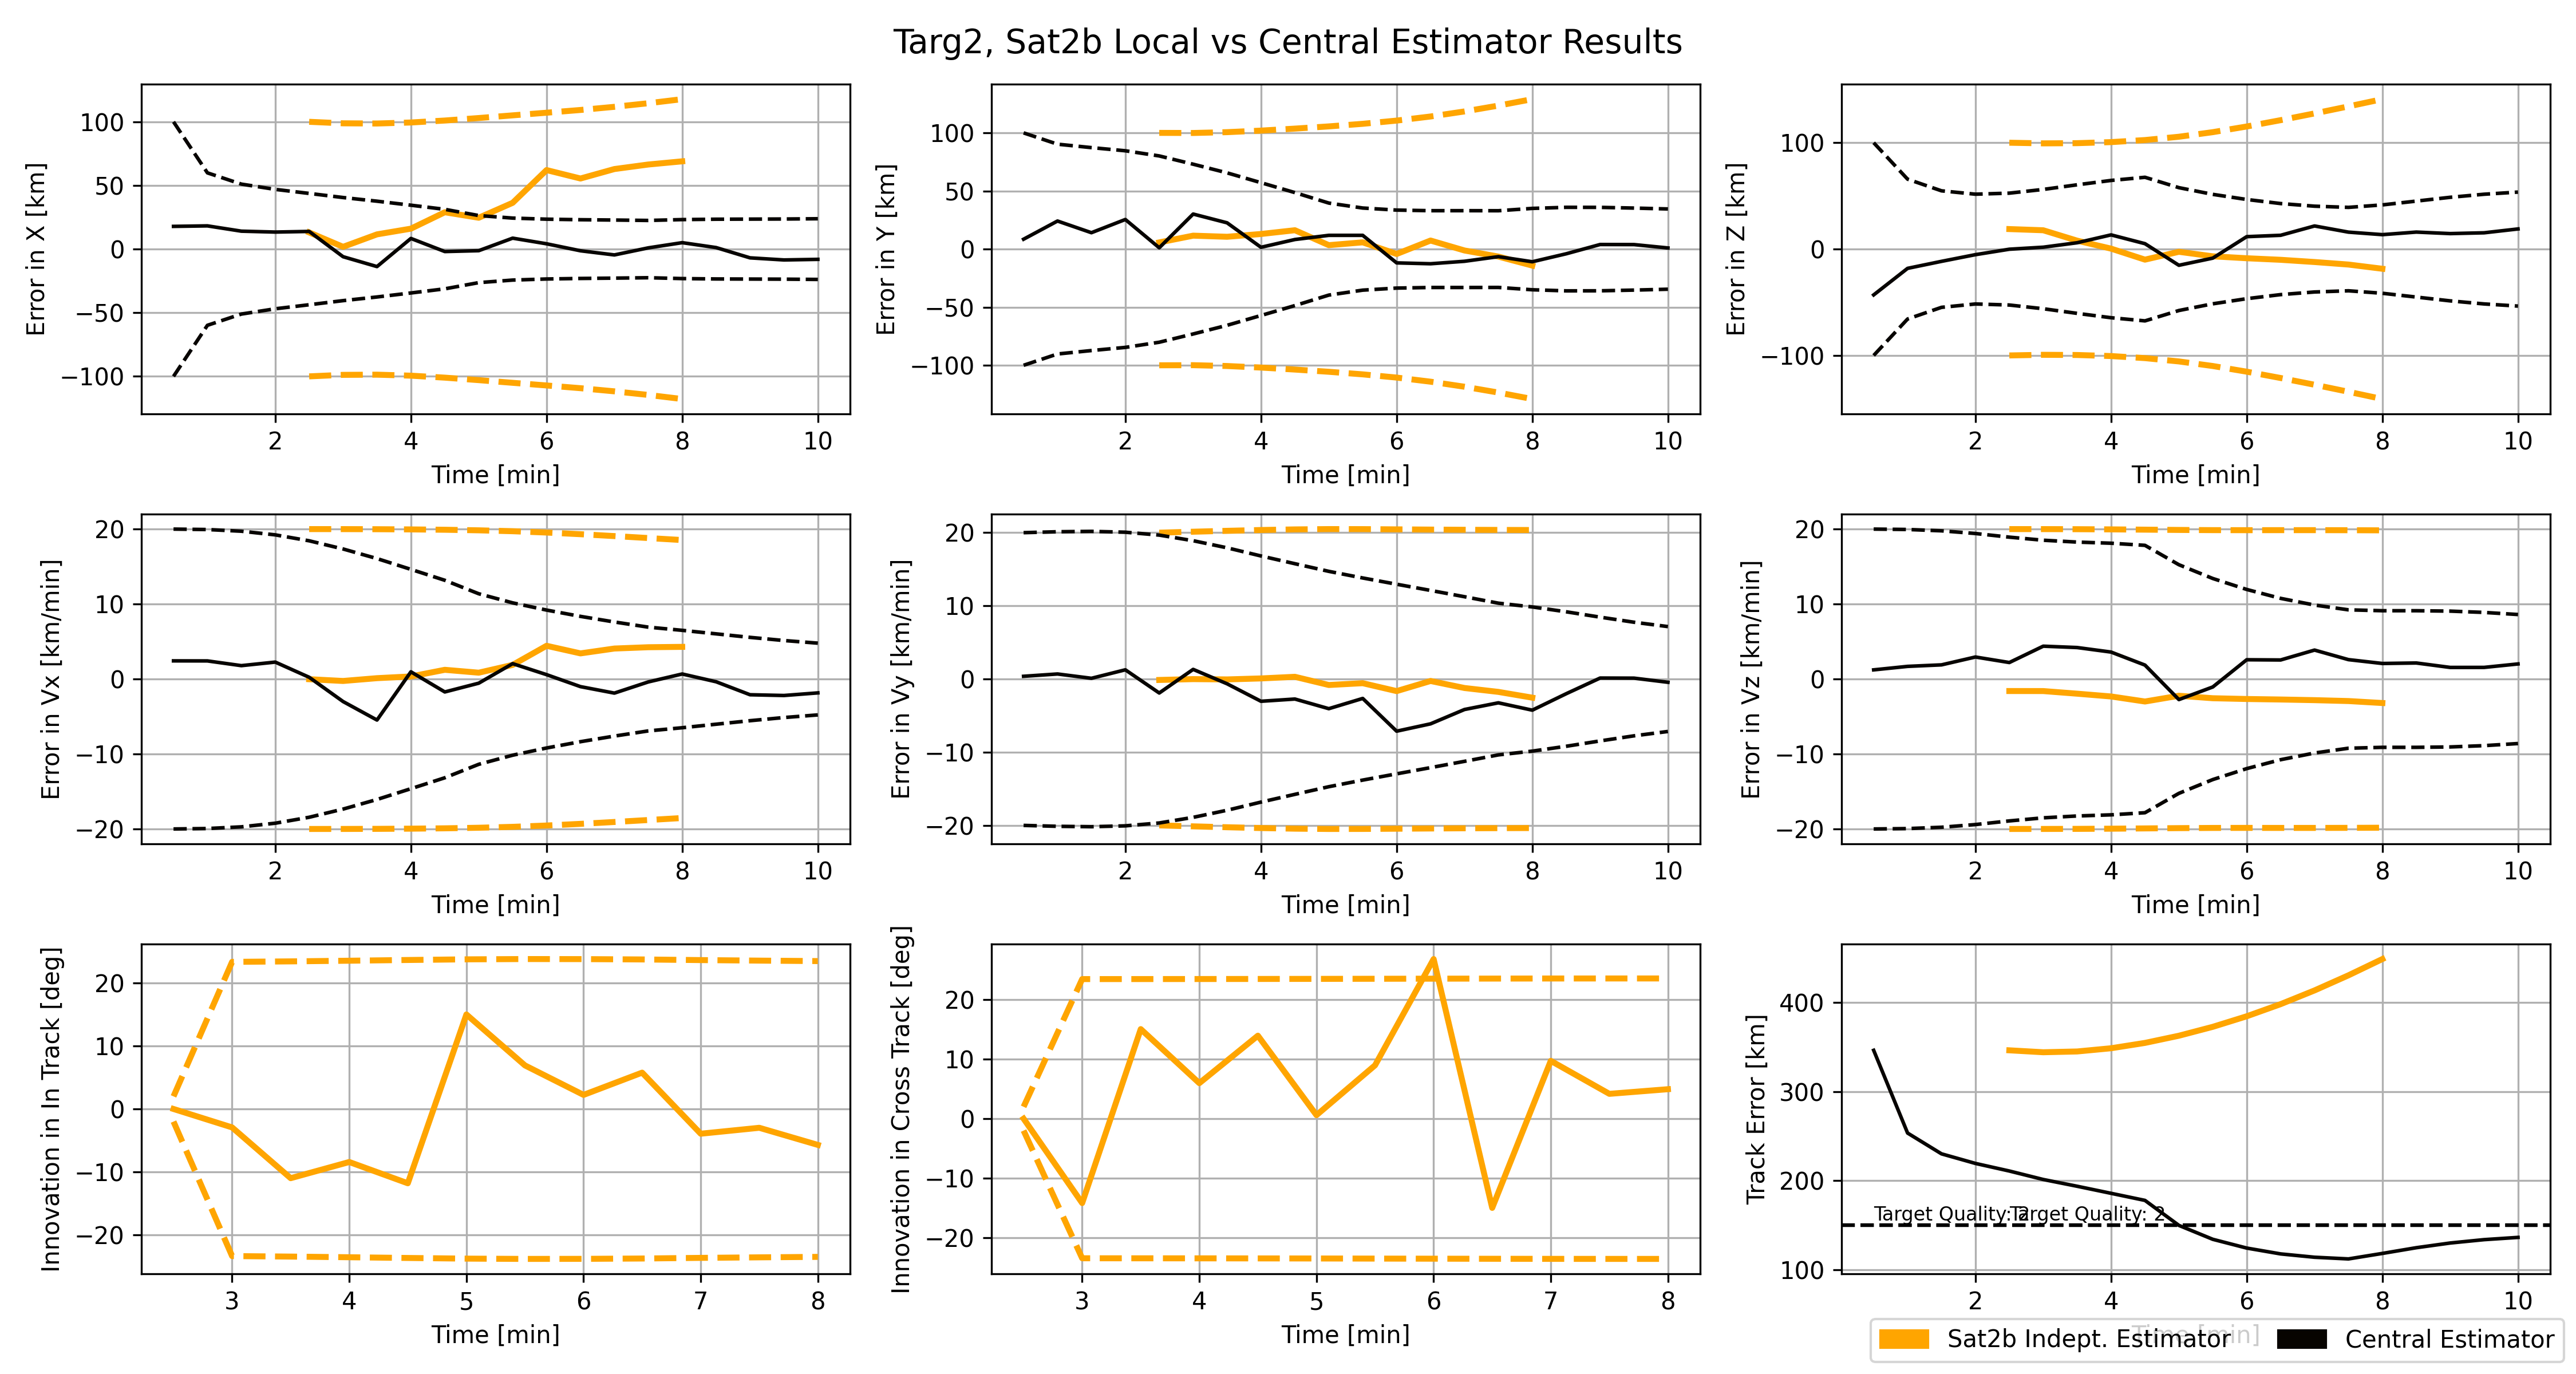 Targ2, Sat2b Local vs Central Estimator Results
Error in X [km]
100
50
0
−50
−100
2 4 6 8 10
Time [min]
Error in Y [km]
100
50
0
−50
−100
2 4 6 8 10
Time [min]
Error in Z [km]
100
0
−100
2 4 6 8 10
Time [min]
Error in Vx [km/min]
20
10
0
−10
−20
2 4 6 8 10
Time [min]
Error in Vy [km/min]
20
10
0
−10
−20
2 4 6 8 10
Time [min]
Error in Vz [km/min]
20
10
0
−10
−20
2 4 6 8 10
Time [min]
Innovation in In Track [deg]
20
10
0
−10
−20
3 4 5 6 7 8
Time [min]
Innovation in Cross Track [deg]
20
10
0
−10
−20
3 4 5 6 7 8
Time [min]
Track Error [km]
400
300
200
100
Target Quality: 2
Target Quality: 2
2 4 6 8 10
Time [min]
Sat2b Indept. Estimator
Central Estimator